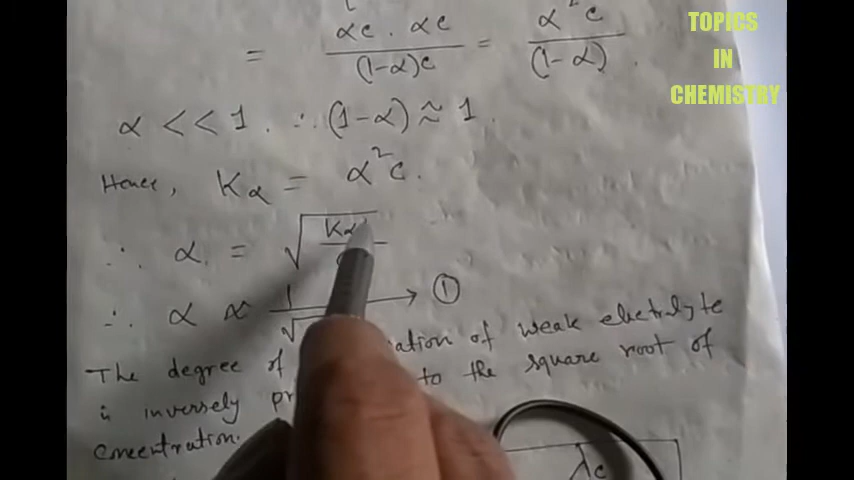 = αc . αc / (1-α)c = α²c / (1-α) .
α << 1. ∴ (1-α) ≈ 1.
Hence, Kα = α²c.
∴ α. = √Kα
∴ α ∝ 1/√ → ①
The degree of of weak electrolyte
is inversely to the square root of
concentration.
λc
TOPICS
IN
CHEMISTRY